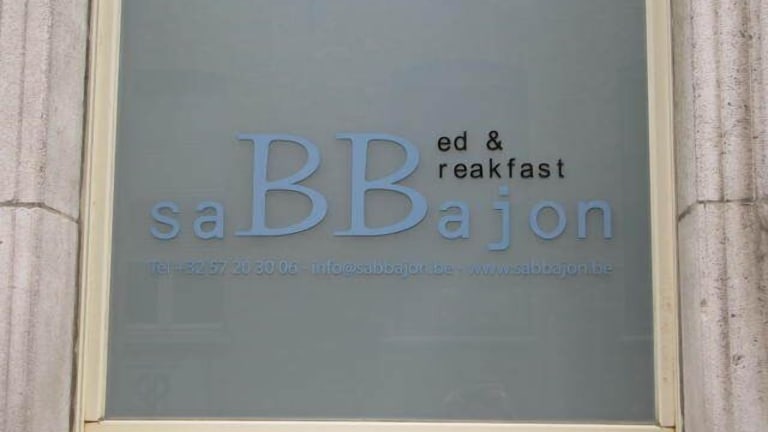 ed &
reakfast
saBBajon
Tel +32 57 20 30 06 - info@sabbajon.be - www.sabbajon.be